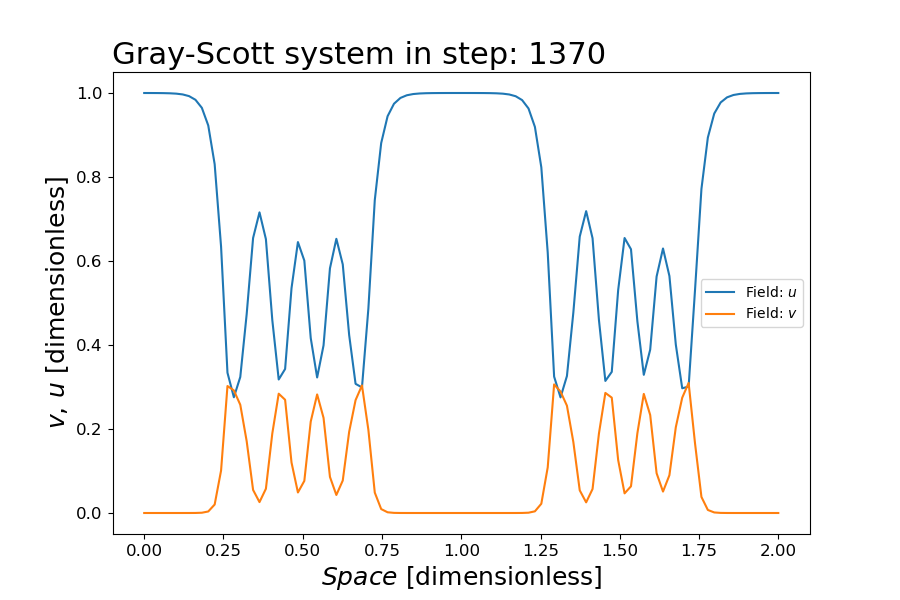 Gray-Scott system in step: 1370
1.0
0.8
0.6
0.4
0.2
0.0
v, u [dimensionless]
Field: u
Field: v
0.00 0.25 0.50 0.75 1.00 1.25 1.50 1.75 2.00
Space [dimensionless]